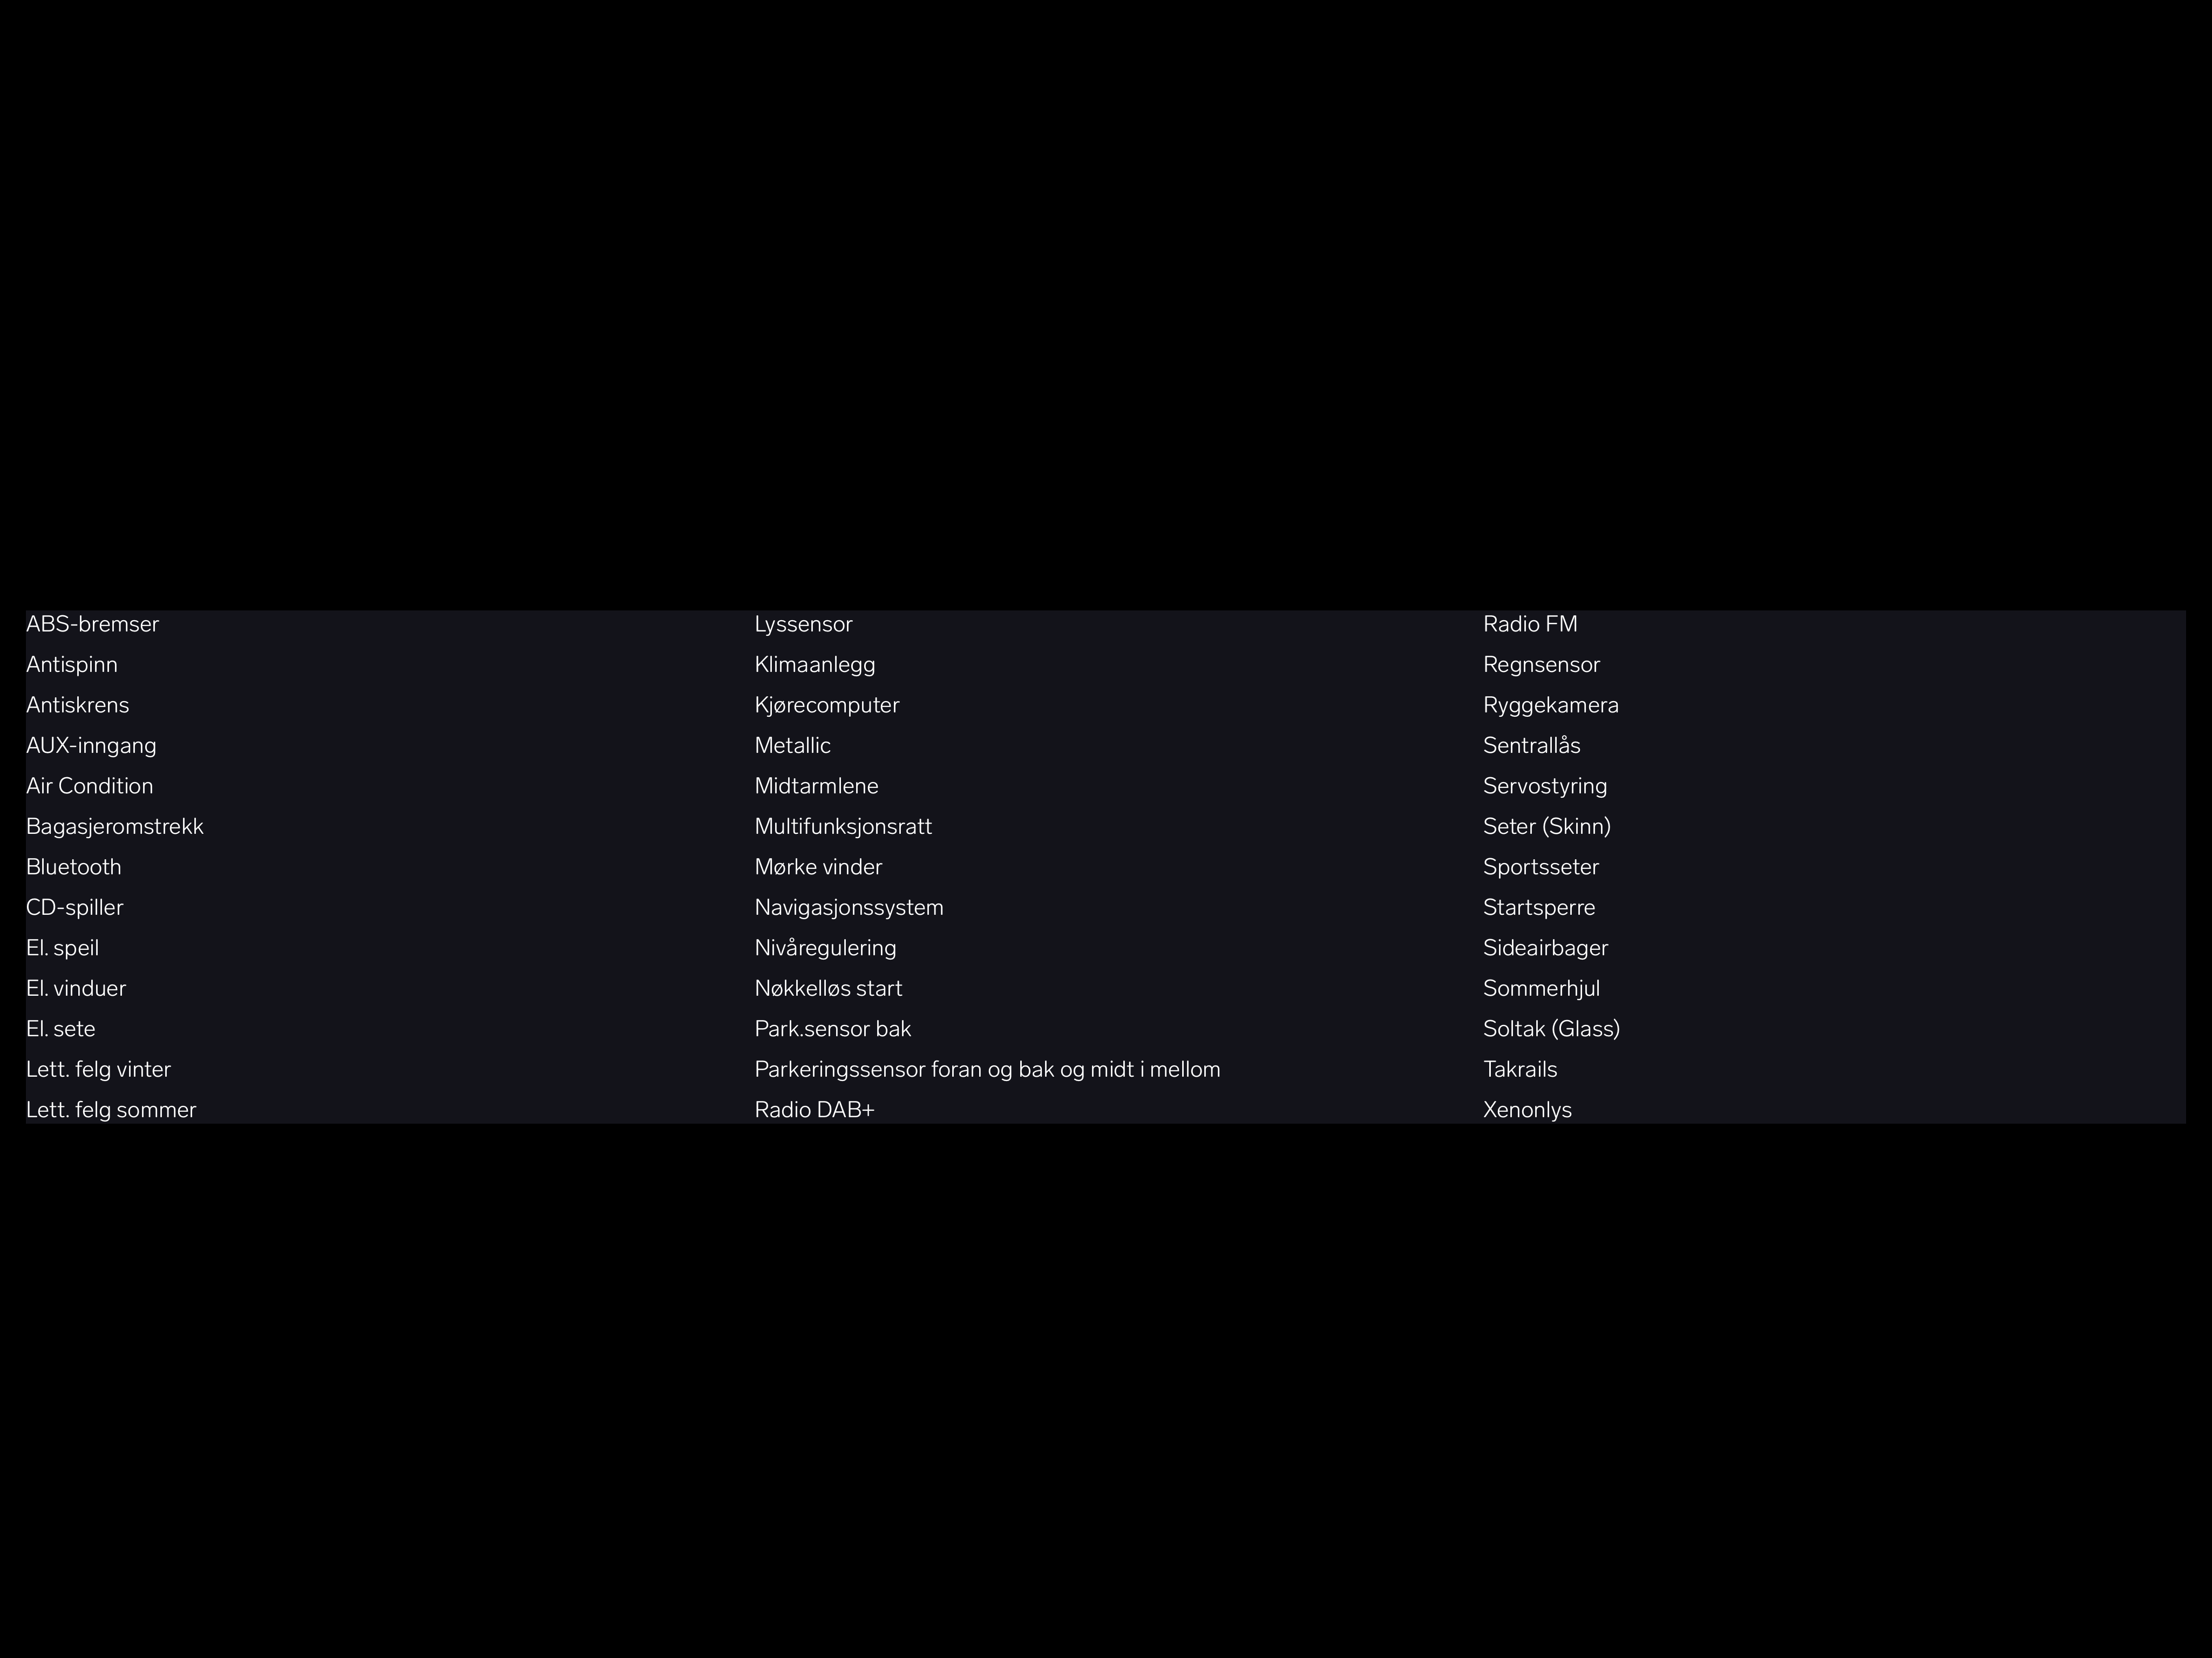 ABS-bremser
Antispinn
Antiskrens
AUX-inngang
Air Condition
Bagasjeromstrekk
Bluetooth
CD-spiller
El. speil
El. vinduer
El. sete
Lett. felg vinter
Lett. felg sommer
Lyssensor
Klimaanlegg
Kjørecomputer
Metallic
Midtarmlene
Multifunksjonsratt
Mørke vinder
Navigasjonssystem
Nivåregulering
Nøkkelløs start
Park.sensor bak
Parkeringssensor foran og bak og midt i mellom
Radio DAB+
Radio FM
Regnsensor
Ryggekamera
Sentrallås
Servostyring
Seter (Skinn)
Sportsseter
Startsperre
Sideairbager
Sommerhjul
Soltak (Glass)
Takrails
Xenonlys